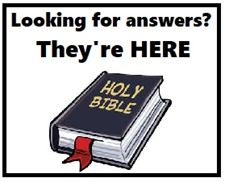 Looking for answers?
They're HERE
HOLY
BIBLE